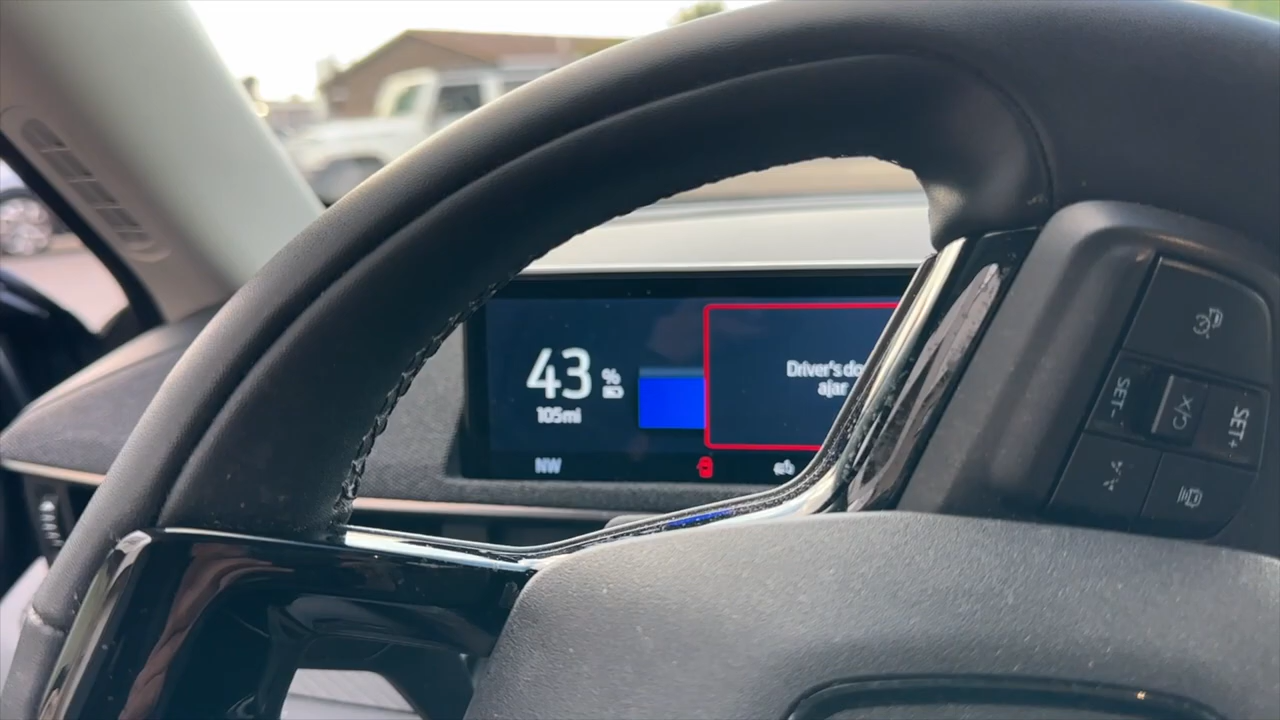 43 %
105mi
Driver's do
ajar
NW
SET-
SET+